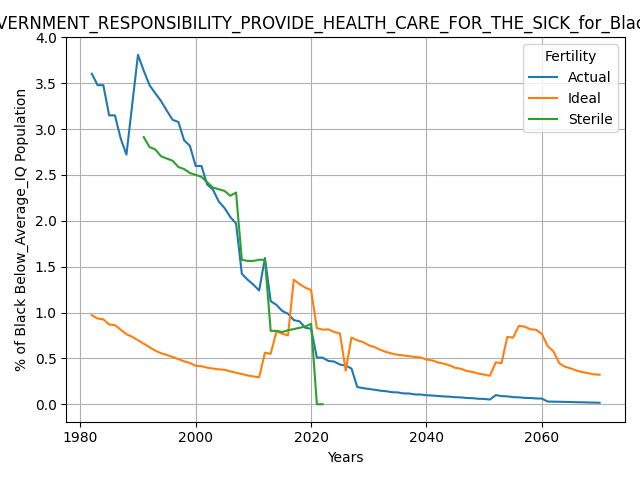 VERNMENT_RESPONSIBILITY_PROVIDE_HEALTH_CARE_FOR_THE_SICK_for_Blac
% of Black Below_Average_IQ Population
4.0
3.5
3.0
2.5
2.0
1.5
1.0
0.5
0.0
Fertility
Actual
Ideal
Sterile
1980
2000
2020
2040
2060
Years